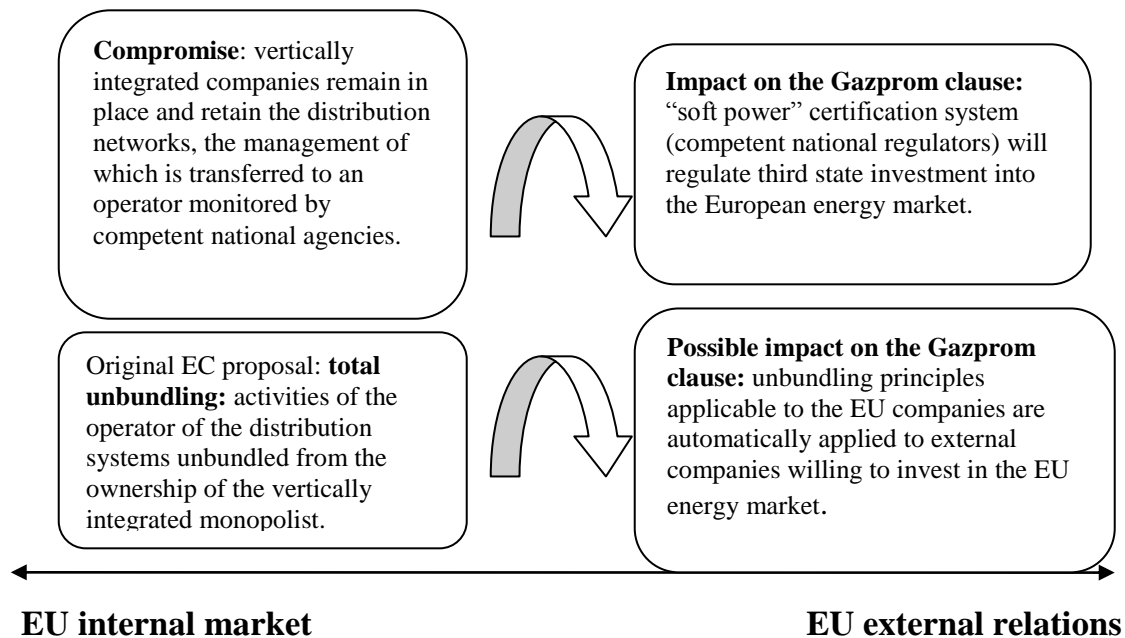 Compromise: vertically
integrated companies remain in
place and retain the distribution
networks, the management of
which is transferred to an
operator monitored by
competent national agencies.
Impact on the Gazprom clause:
“soft power” certification system
(competent national regulators) will
regulate third state investment into
the European energy market.
Original EC proposal: total
unbundling: activities of the
operator of the distribution
systems unbundled from the
ownership of the vertically
integrated monopolist.
Possible impact on the Gazprom
clause: unbundling principles
applicable to the EU companies are
automatically applied to external
companies willing to invest in the EU
energy market.
EU internal market
EU external relations